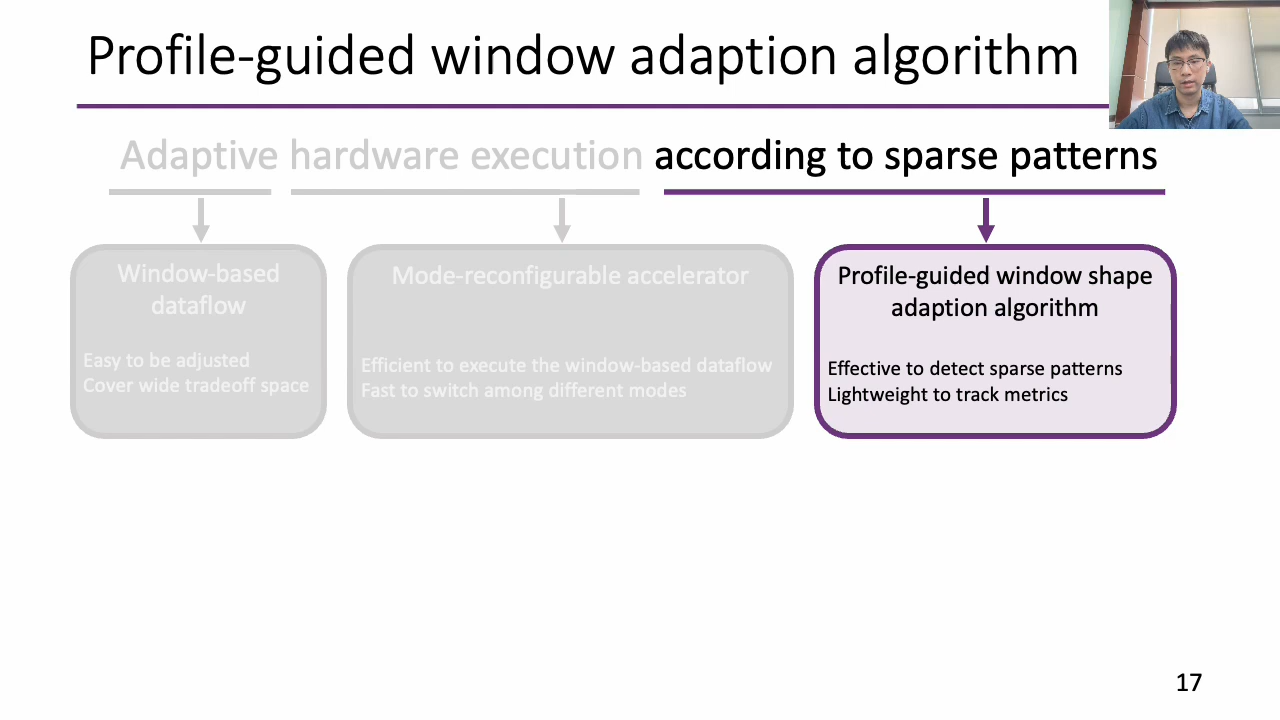 Profile-guided window adaption algorithm
Adaptive hardware execution according to sparse patterns
Window-based
dataflow
Easy to be adjusted
Cover wide tradeoff space
Mode-reconfigurable accelerator
Efficient to execute the window-based dataflow
Fast to switch among different modes
Profile-guided window shape
adaption algorithm
Effective to detect sparse patterns
Lightweight to track metrics
17